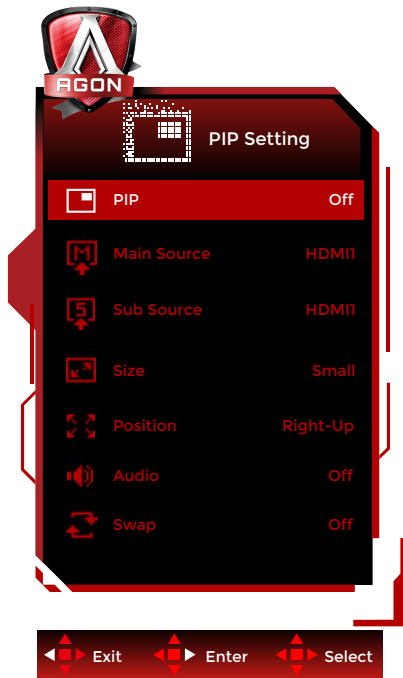 AGON
PIP Setting
PIP Off
Main Source HDMI1
Sub Source HDMI1
Size Small
Position Right-Up
Audio Off
Swap Off
Exit Enter Select